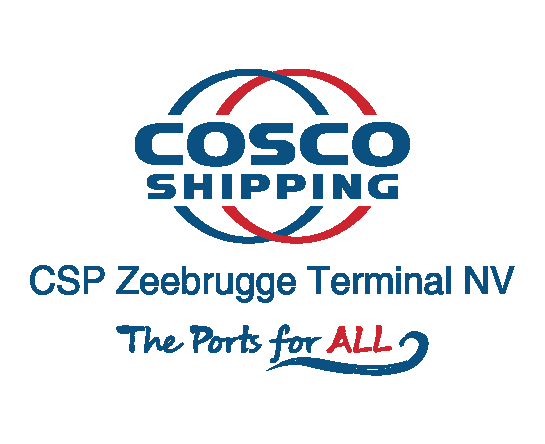 COSCO
SHIPPING
CSP Zeebrugge Terminal NV
The Ports for ALL